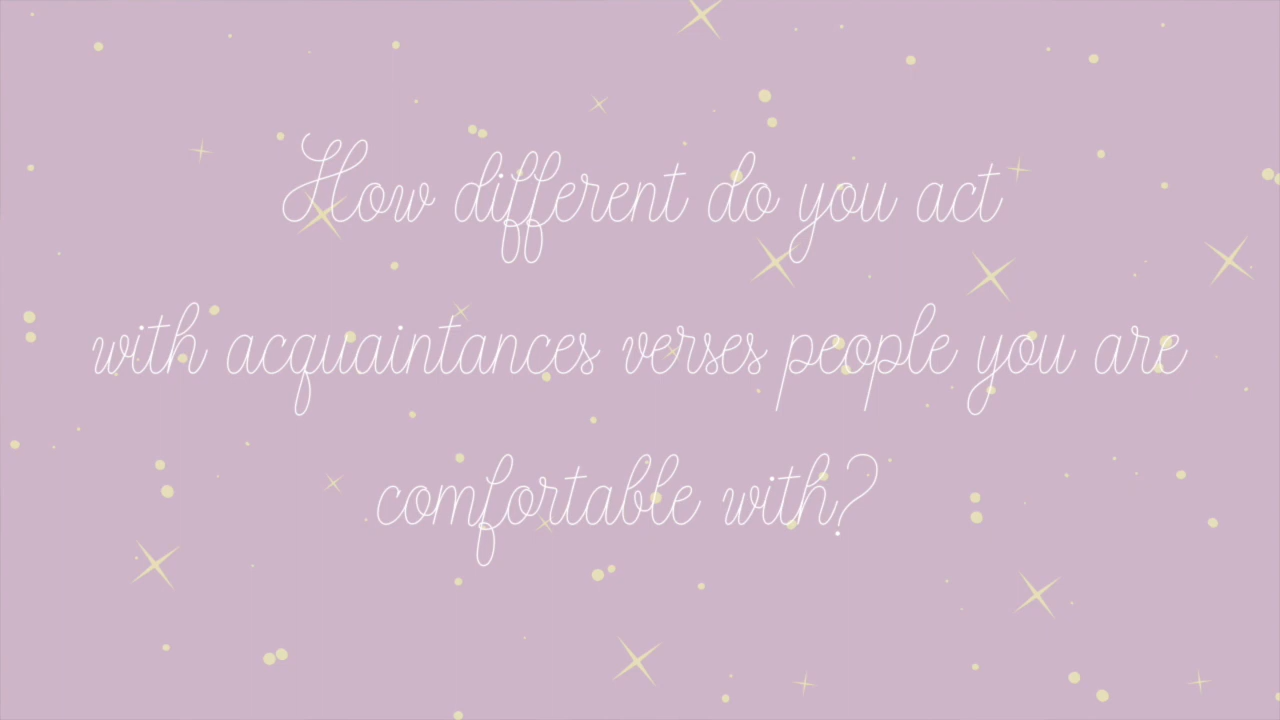 How different do you act
with acquaintances verses people you are
comfortable with?